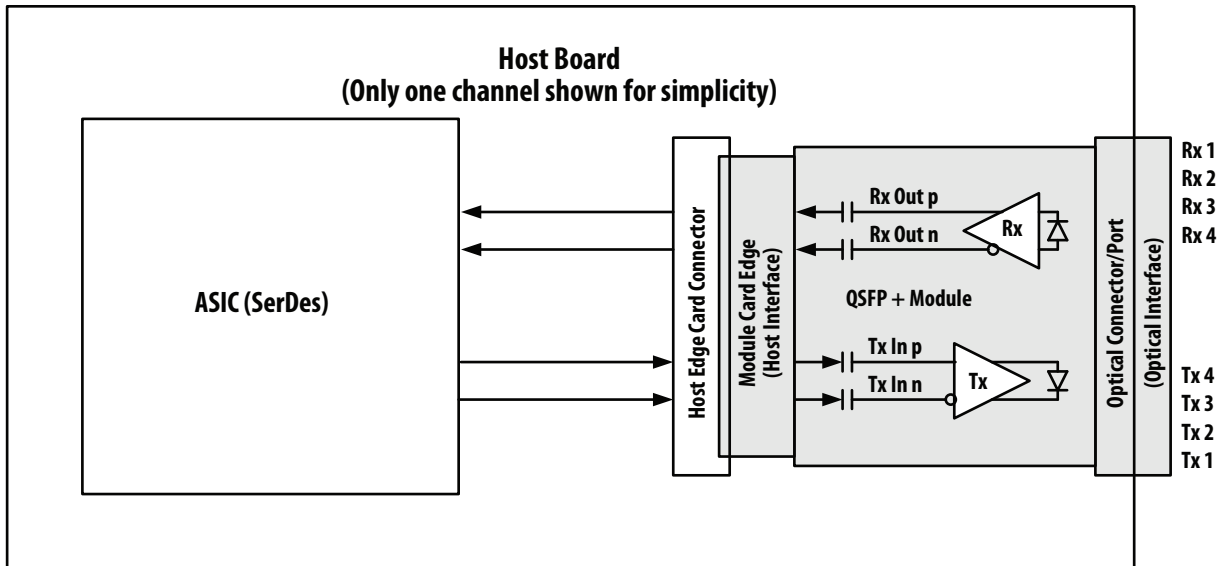 Host Board
(Only one channel shown for simplicity)
ASIC (SerDes)
Host Edge Card Connector
Module Card Edge
(Host Interface)
Rx Out p
Rx Out n
Rx
QSFP + Module
Tx In p
Tx In n
Tx
Optical Connector/Port
(Optical Interface)
Rx 1
Rx 2
Rx 3
Rx 4
Tx 4
Tx 3
Tx 2
Tx 1